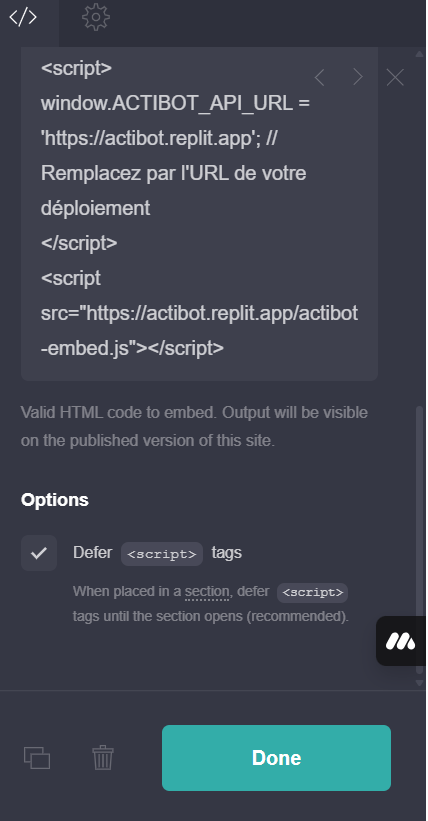 </>
<script>
window.ACTIBOT_API_URL =
'https://actibot.replit.app'; //
Remplacez par l'URL de votre
déploiement
</script>
<script
src="https://actibot.replit.app/actibot
-embed.js"></script>
Valid HTML code to embed. Output will be visible
on the published version of this site.
Options
Defer <script> tags
When placed in a section, defer <script>
tags until the section opens (recommended).
Done